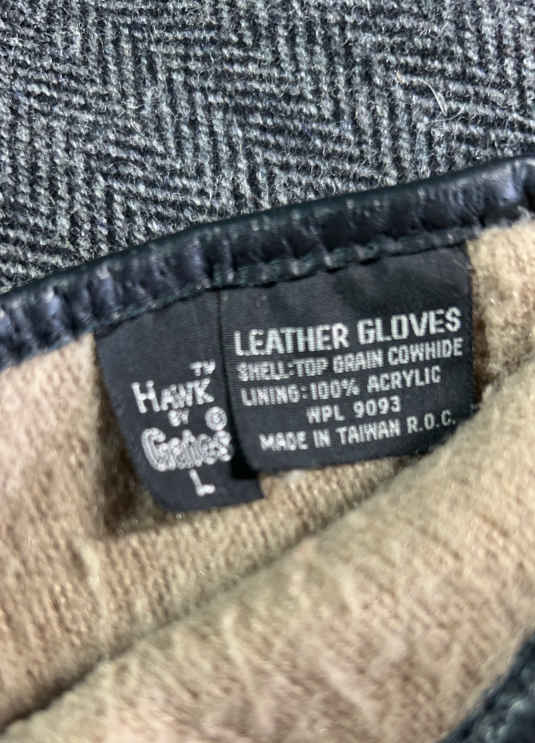 HAWK™
BY
Gates®
L
LEATHER GLOVES
SHELL:TOP GRAIN COWHIDE
LINING:100% ACRYLIC
WPL 9093
MADE IN TAIWAN R.O.C.